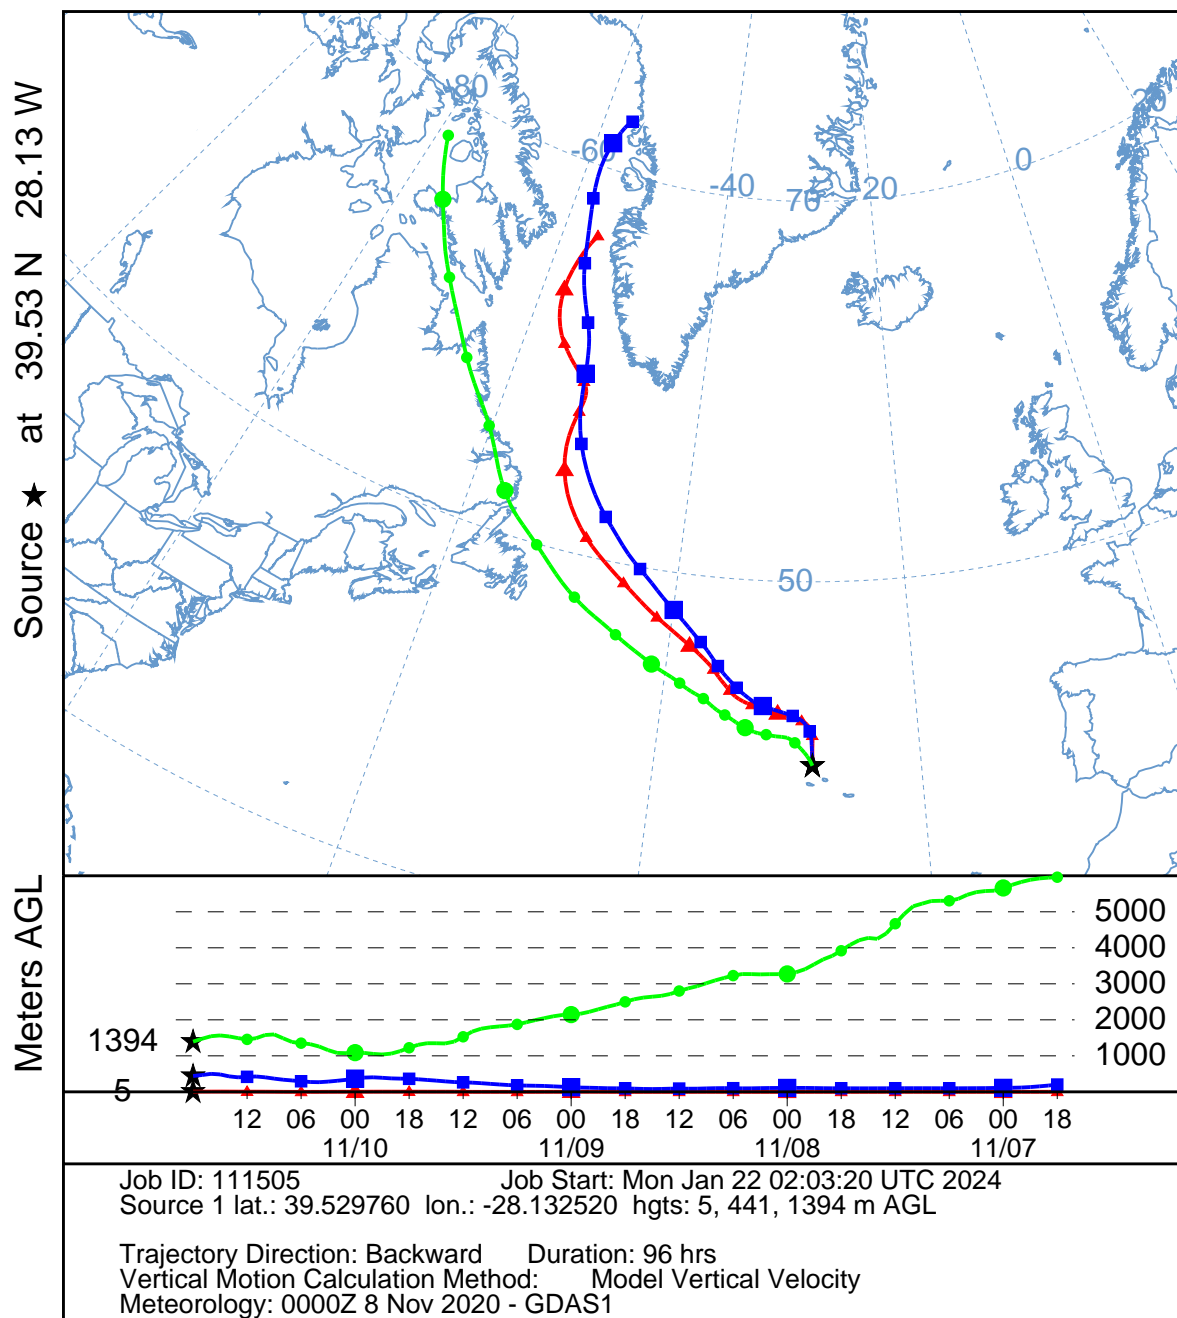 Source ★ at 39.53 N 28.13 W
80
-60
-40
70
-20
0
20
50
Meters AGL
5000
4000
3000
2000
1000
1394
5
12 06 00 18 12 06 00 18 12 06 00 18 12 06 00 18
11/10 11/09 11/08 11/07
Job ID: 111505 Job Start: Mon Jan 22 02:03:20 UTC 2024
Source 1 lat.: 39.529760 lon.: -28.132520 hgts: 5, 441, 1394 m AGL
Trajectory Direction: Backward Duration: 96 hrs
Vertical Motion Calculation Method: Model Vertical Velocity
Meteorology: 0000Z 8 Nov 2020 - GDAS1